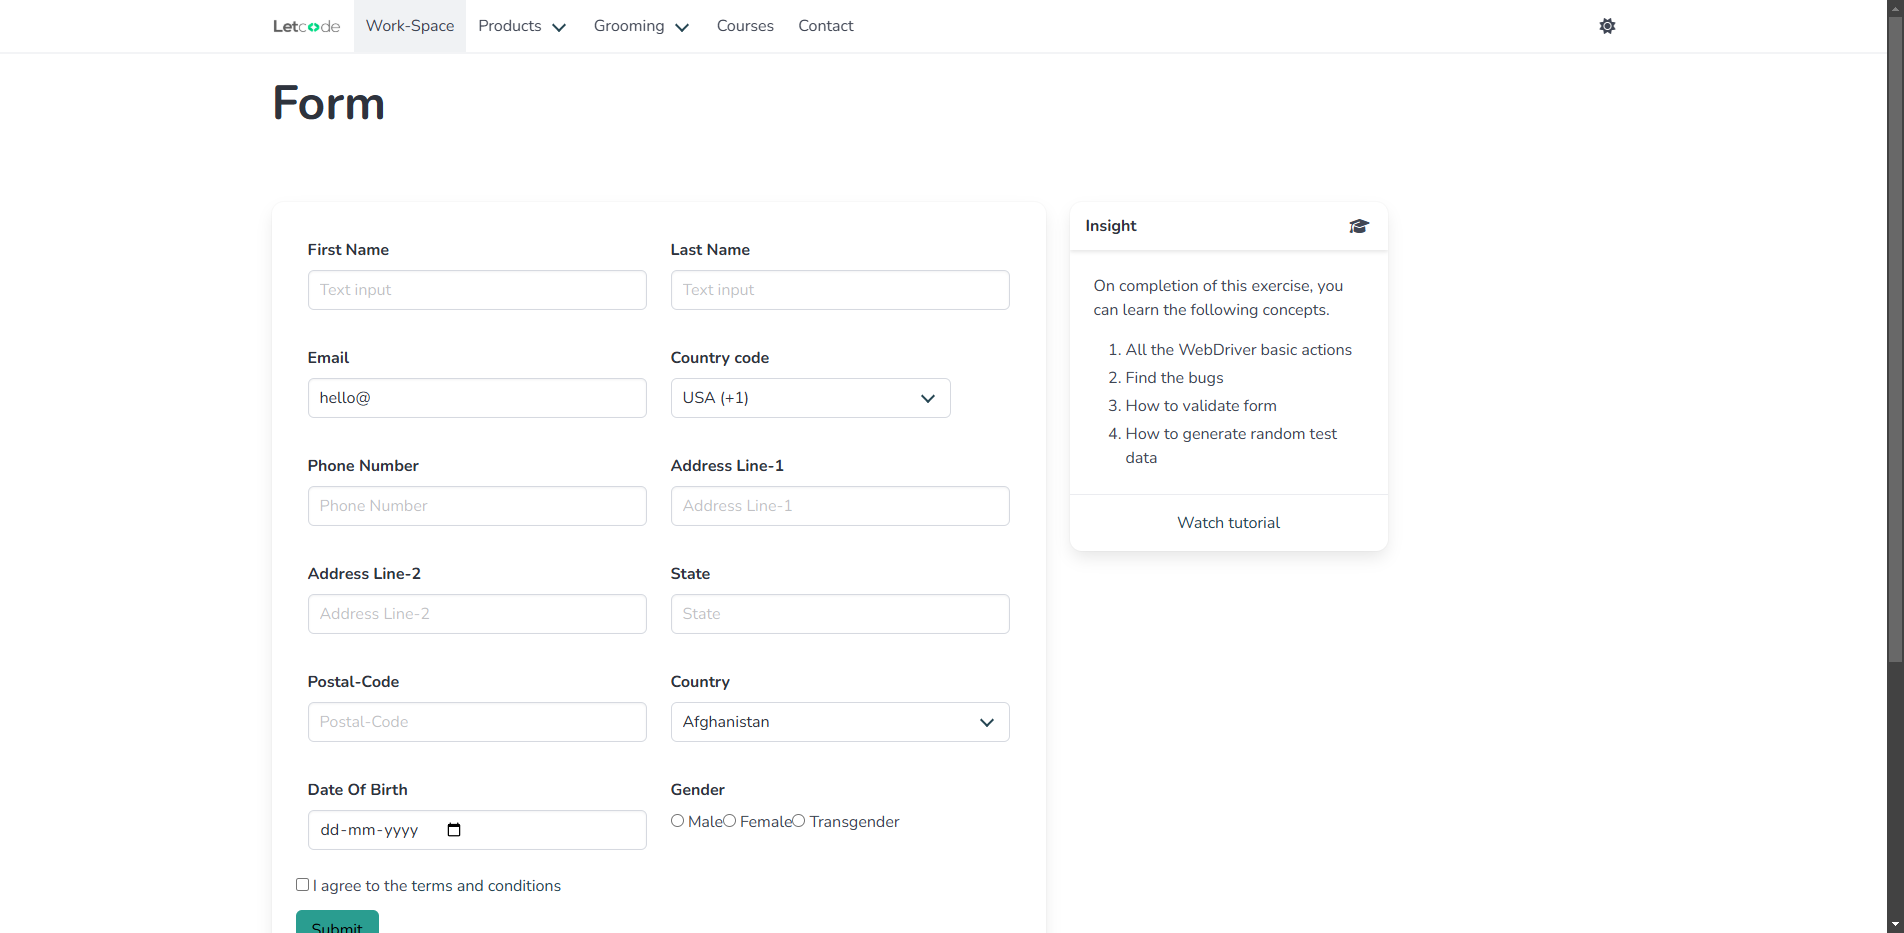 Letcode Work-Space Products Grooming Courses Contact
Form
First Name Last Name
Text input Text input
Email Country code
hello@ USA (+1)
Phone Number Address Line-1
Phone Number Address Line-1
Address Line-2 State
Address Line-2 State
Postal-Code Country
Postal-Code Afghanistan
Date Of Birth Gender
dd-mm-yyyy Male Female Transgender
I agree to the terms and conditions
Submit
Insight
On completion of this exercise, you
can learn the following concepts.
1. All the WebDriver basic actions
2. Find the bugs
3. How to validate form
4. How to generate random test
data
Watch tutorial